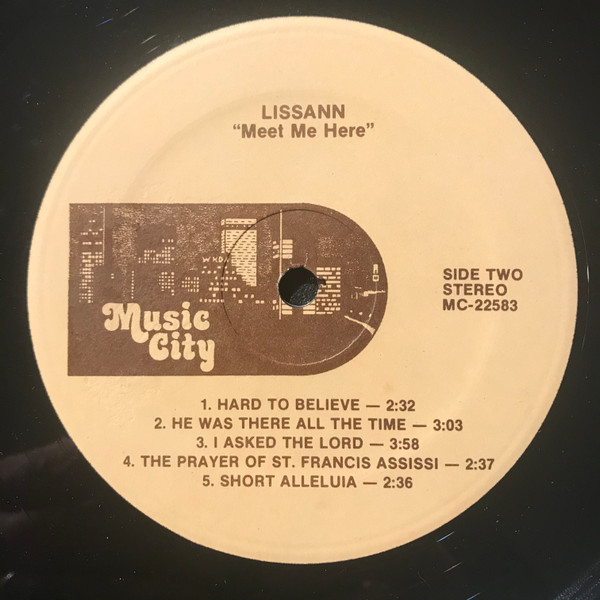 LISSANN
"Meet Me Here"
SIDE TWO
STEREO
MC-22583
Music
City
1. HARD TO BELIEVE — 2:32
2. HE WAS THERE ALL THE TIME — 3:03
3. I ASKED THE LORD — 3:58
4. THE PRAYER OF ST. FRANCIS ASSISSI — 2:37
5. SHORT ALLELUIA — 2:36